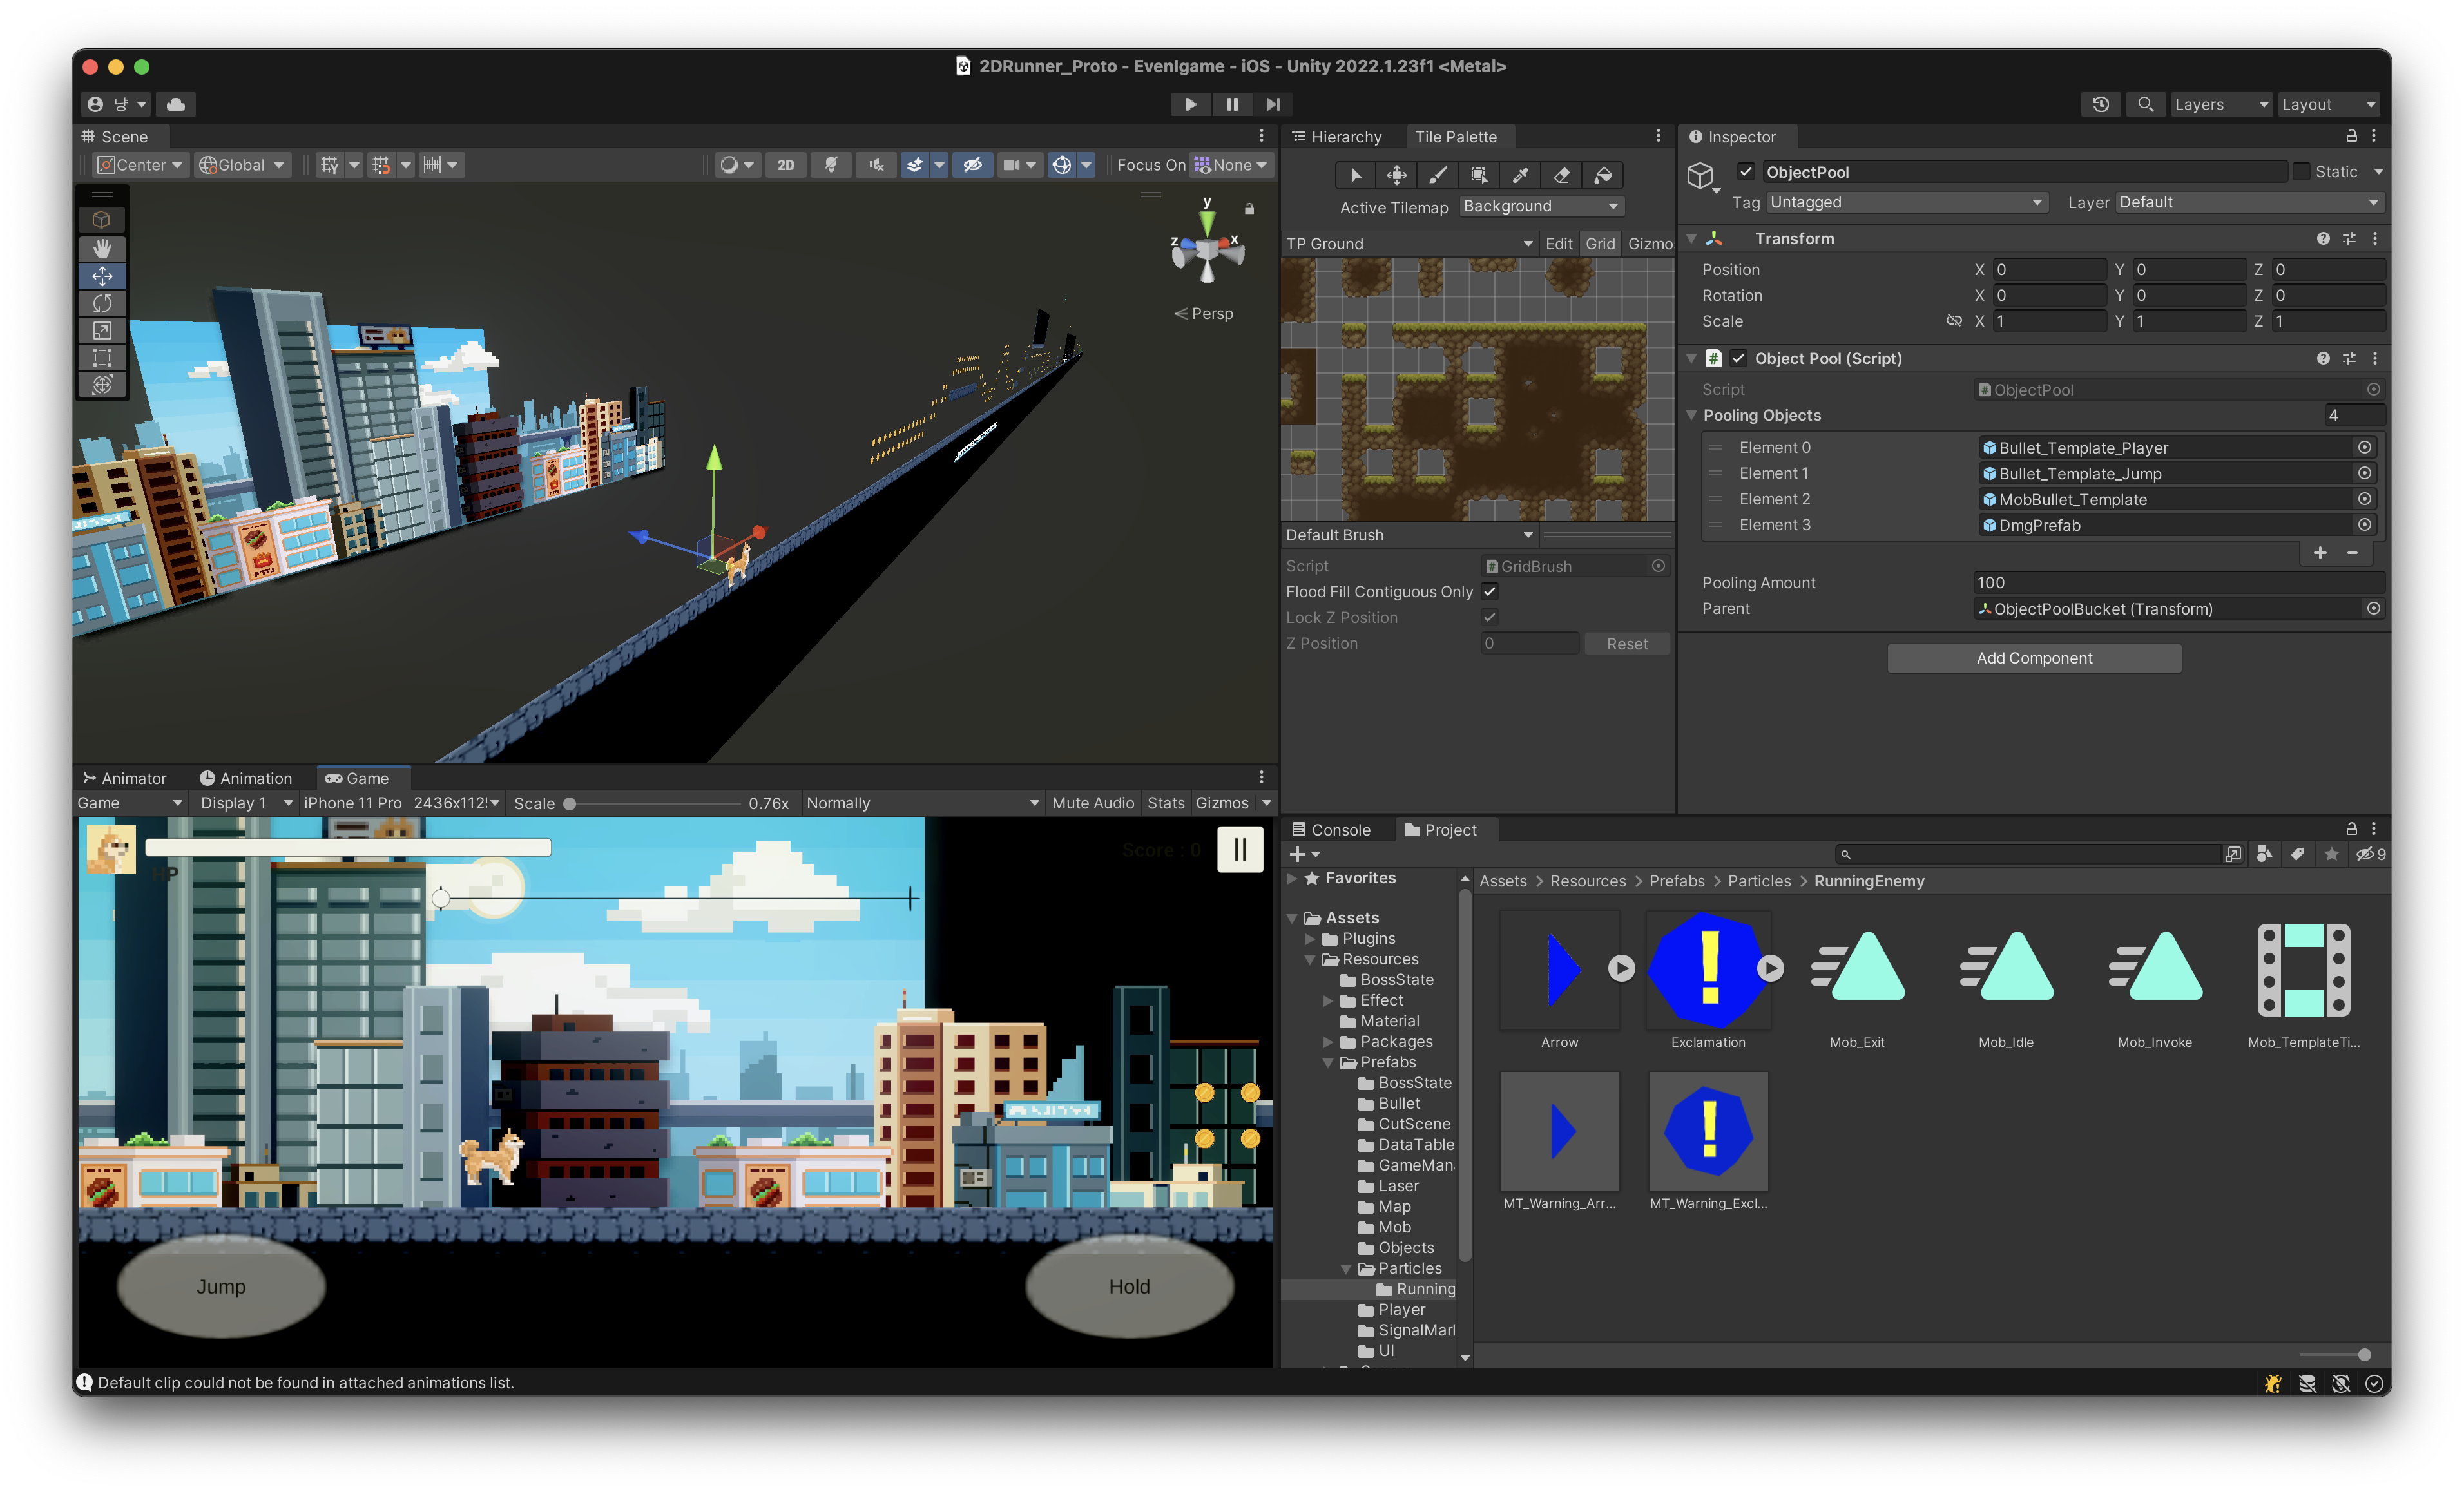 2DRunner_Proto - Evenlgame - iOS - Unity 2022.1.23f1 <Metal>
냥
Layers
Layout
Scene
Center
Global
2D
Focus On
None
y
z
x
Persp
Hierarchy
Tile Palette
Active Tilemap
Background
TP Ground
Edit
Grid
Gizmo
Default Brush
Script
GridBrush
Flood Fill Contiguous Only
Lock Z Position
Z Position
0
Reset
Inspector
ObjectPool
Static
Tag
Untagged
Layer
Default
Transform
Position
X 0 Y 0 Z 0
Rotation
X 0 Y 0 Z 0
Scale
X 1 Y 1 Z 1
Object Pool (Script)
Script
ObjectPool
Pooling Objects
4
Element 0
Bullet_Template_Player
Element 1
Bullet_Template_Jump
Element 2
MobBullet_Template
Element 3
DmgPrefab
Pooling Amount
100
Parent
ObjectPoolBucket (Transform)
Add Component
Animator
Animation
Game
Game
Display 1
iPhone 11 Pro 2436x112
Scale
0.76x
Normally
Mute Audio
Stats
Gizmos
HP
Score : 0
Jump
Hold
Console
Project
9
Favorites
Assets
Plugins
Resources
BossState
Effect
Material
Packages
Prefabs
BossState
Bullet
CutScene
DataTable
GameMan
Laser
Map
Mob
Objects
Particles
Running
Player
SignalMarl
UI
Assets > Resources > Prefabs > Particles > RunningEnemy
Arrow
Exclamation
Mob_Exit
Mob_Idle
Mob_Invoke
Mob_TemplateTi...
MT_Warning_Arr...
MT_Warning_Excl...
Default clip could not be found in attached animations list.